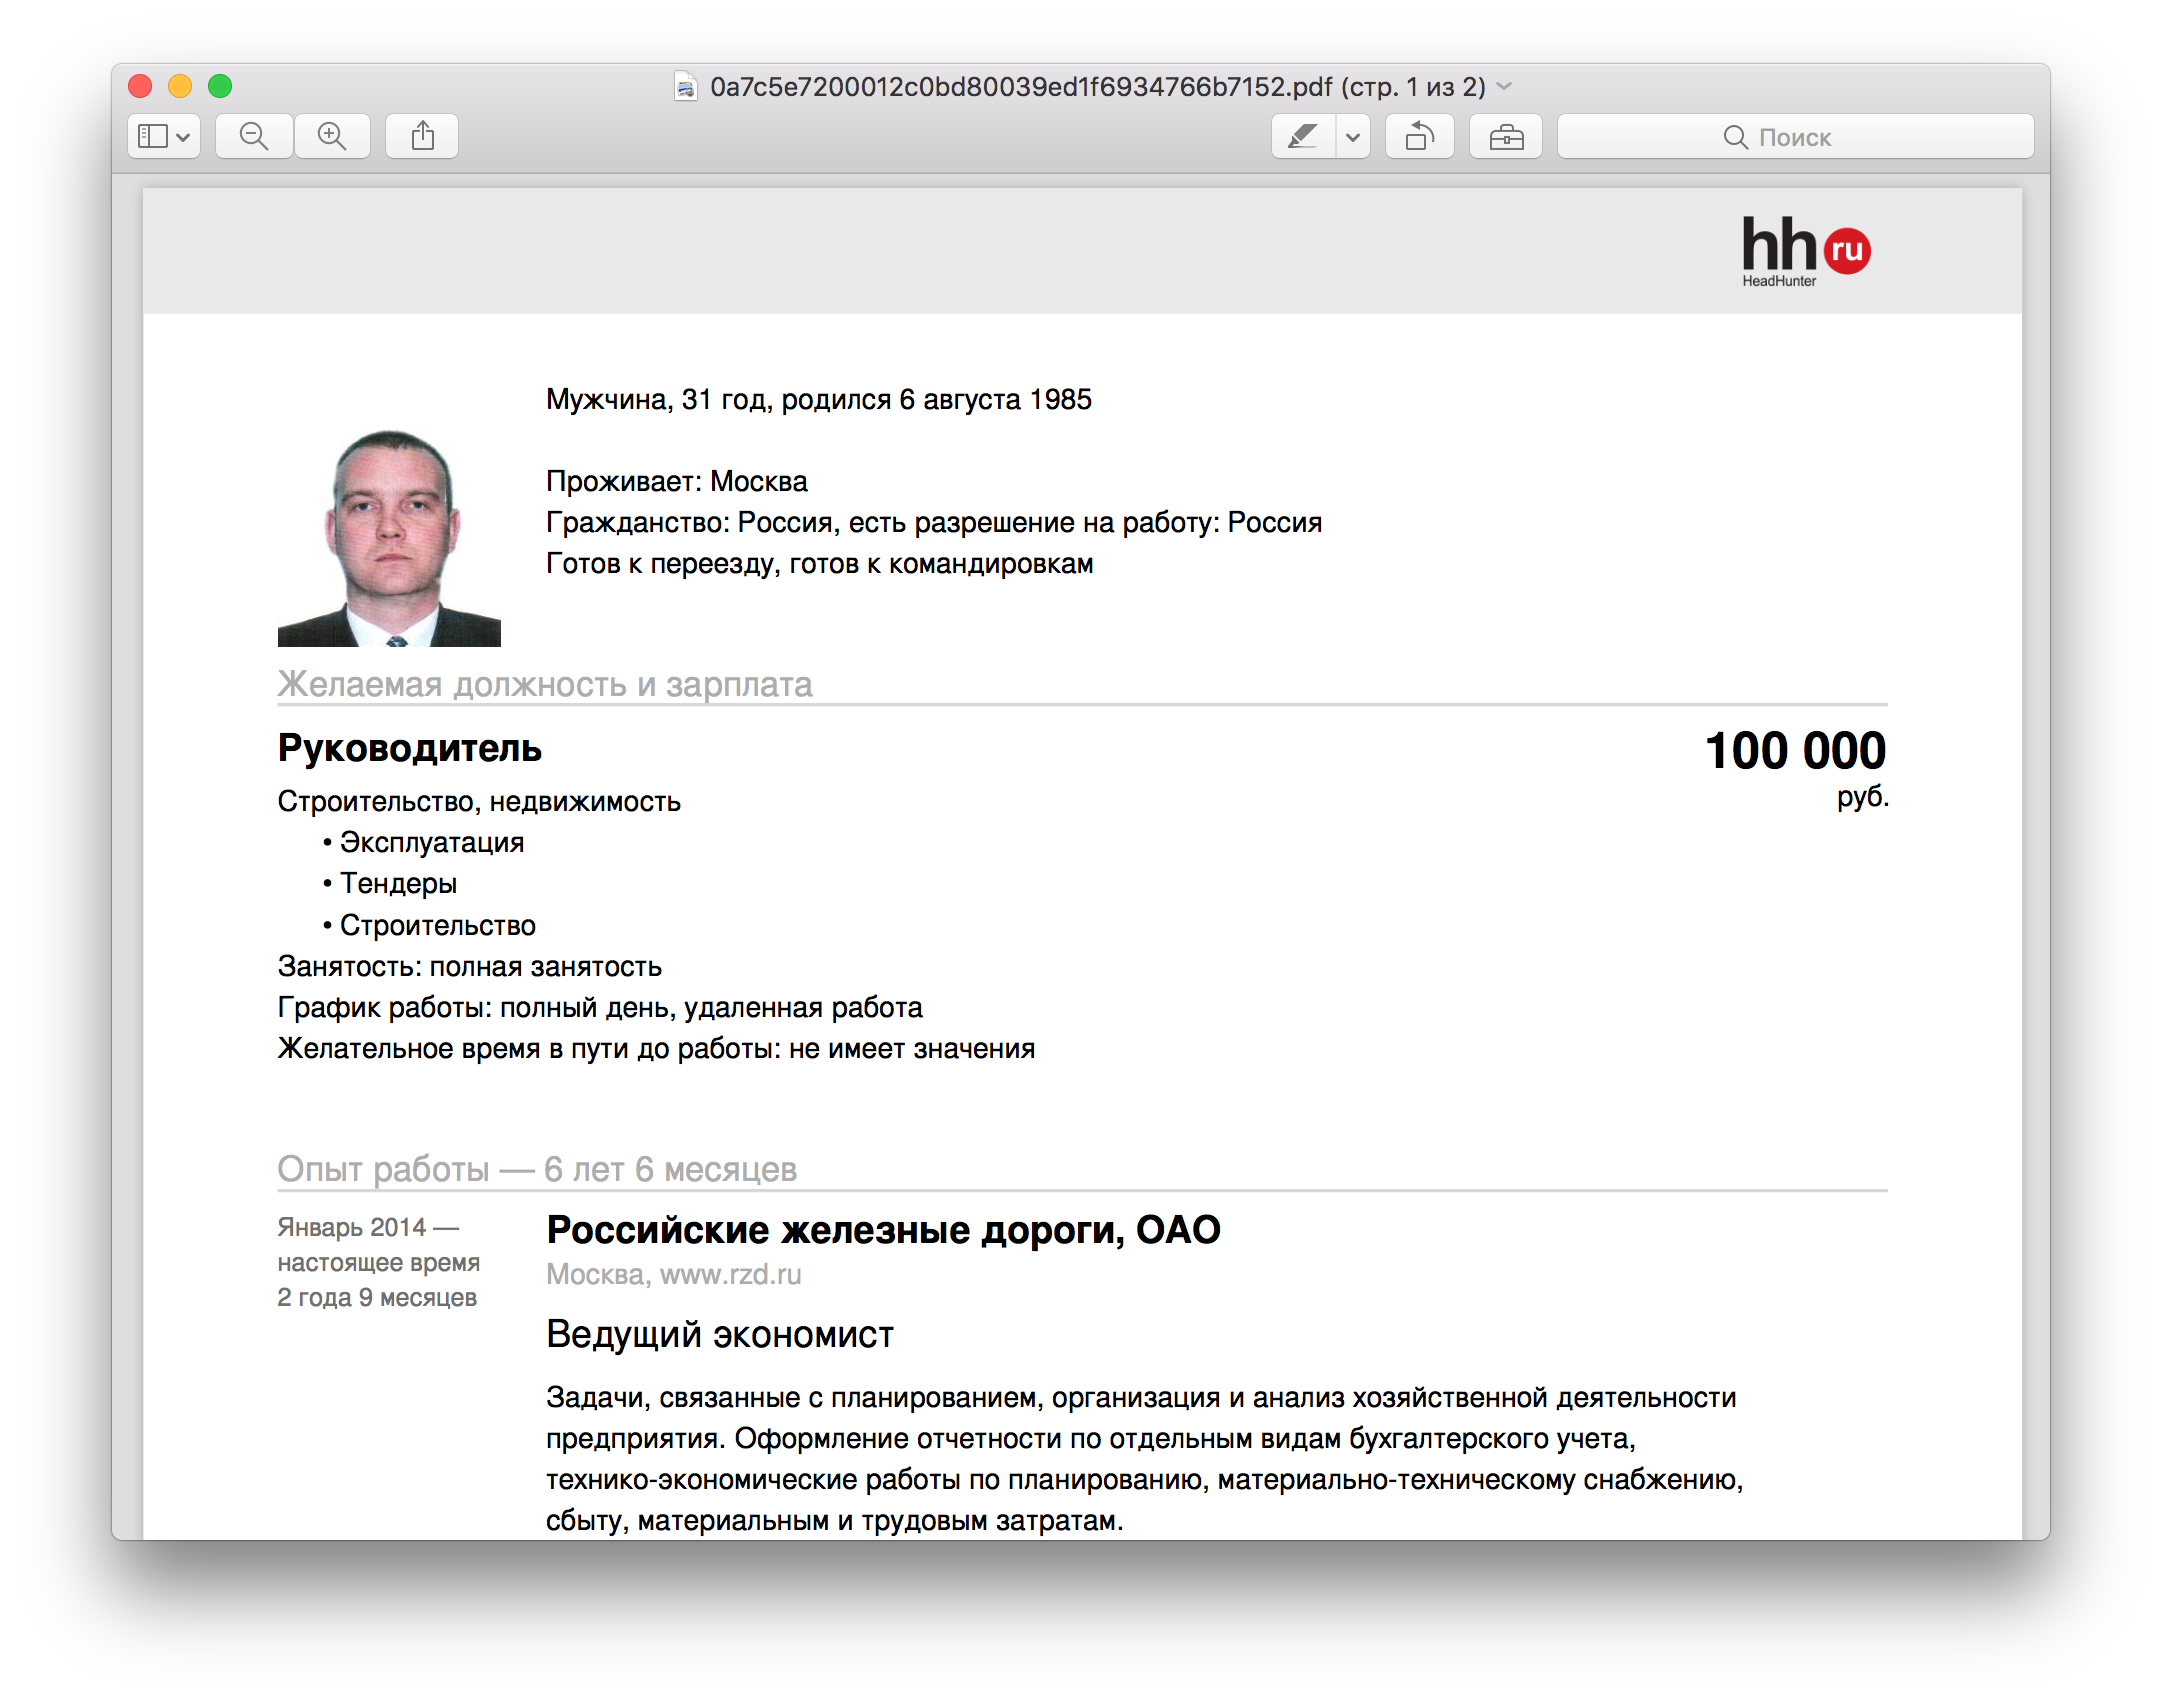 0a7c5e7200012c0bd80039ed1f6934766b7152.pdf (стр. 1 из 2)
Поиск
hh ru
HeadHunter
Мужчина, 31 год, родился 6 августа 1985
Проживает: Москва
Гражданство: Россия, есть разрешение на работу: Россия
Готов к переезду, готов к командировкам
Желаемая должность и зарплата
Руководитель
100 000
руб.
Строительство, недвижимость
• Эксплуатация
• Тендеры
• Строительство
Занятость: полная занятость
График работы: полный день, удаленная работа
Желательное время в пути до работы: не имеет значения
Опыт работы — 6 лет 6 месяцев
Январь 2014 —
настоящее время
2 года 9 месяцев
Российские железные дороги, ОАО
Москва, www.rzd.ru
Ведущий экономист
Задачи, связанные с планированием, организация и анализ хозяйственной деятельности
предприятия. Оформление отчетности по отдельным видам бухгалтерского учета,
технико-экономические работы по планированию, материально-техническому снабжению,
сбыту, материальным и трудовым затратам.